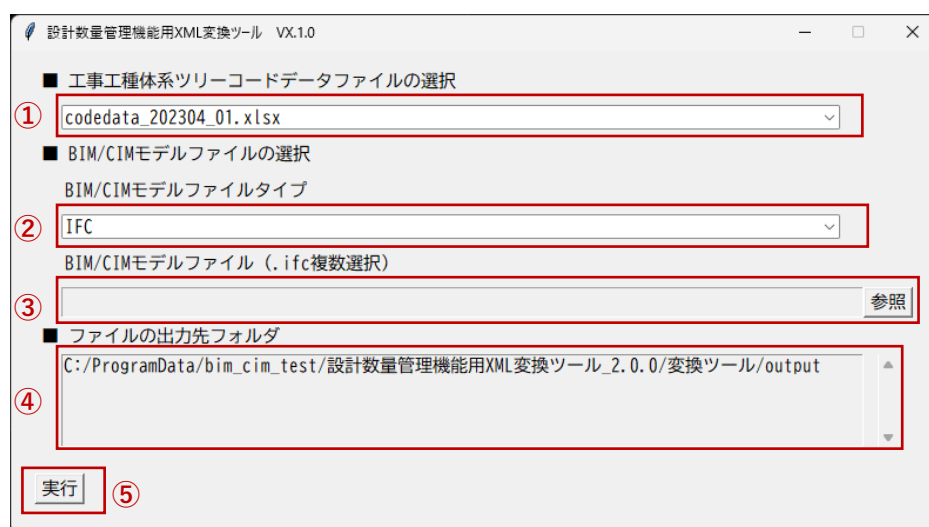 設計数量管理機能用XML変換ツール VX.1.0
■ 工事工種体系ツリーコードデータファイルの選択
① codedata_202304_01.xlsx
■ BIM/CIMモデルファイルの選択
BIM/CIMモデルファイルタイプ
② IFC
BIM/CIMモデルファイル (.ifc複数選択)
③ 参照
■ ファイルの出力先フォルダ
C:/ProgramData/bim_cim_test/設計数量管理機能用XML変換ツール_2.0.0/変換ツール/output
④
実行 ⑤